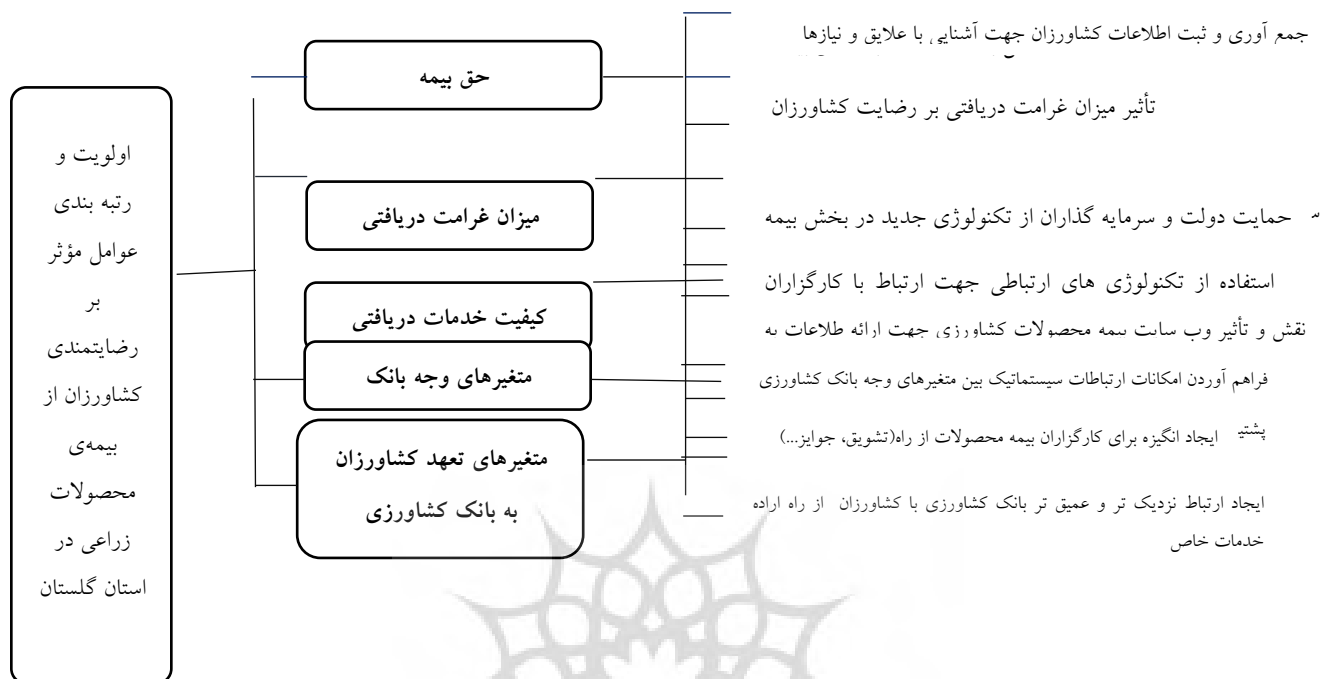 جمع آوری و ثبت اطلاعات کشاورزان جهت آشنایی با علایق و نیازها
تأثیر میزان غرامت دریافتی بر رضایت کشاورزان
حمایت دولت و سرمایه گذاران از تکنولوژی جدید در بخش بیمه
استفاده از تکنولوژی های ارتباطی جهت ارتباط با کارگزاران
نقش و تأثیر وب سایت بیمه محصولات کشاورزی جهت ارائه طلاعات به
فراهم آوردن امکانات ارتباطات سیستماتیک بین متغیرهای وجه بانک کشاورزی
ایجاد انگیزه برای کارگزاران بیمه محصولات از راه(تشویق، جوایز...)
ایجاد ارتباط نزدیک تر و عمیق تر بانک کشاورزی با کشاورزان از راه اراده
خدمات خاص
حق بیمه
میزان غرامت دریافتی
کیفیت خدمات دریافتی
متغیرهای وجه بانک
متغیرهای تعهد کشاورزان
به بانک کشاورزی
اولویت و
رتبه بندی
عوامل مؤثر
بر
رضایتمندی
کشاورزان از
بیمه‌ی
محصولات
زراعی در
استان گلستان